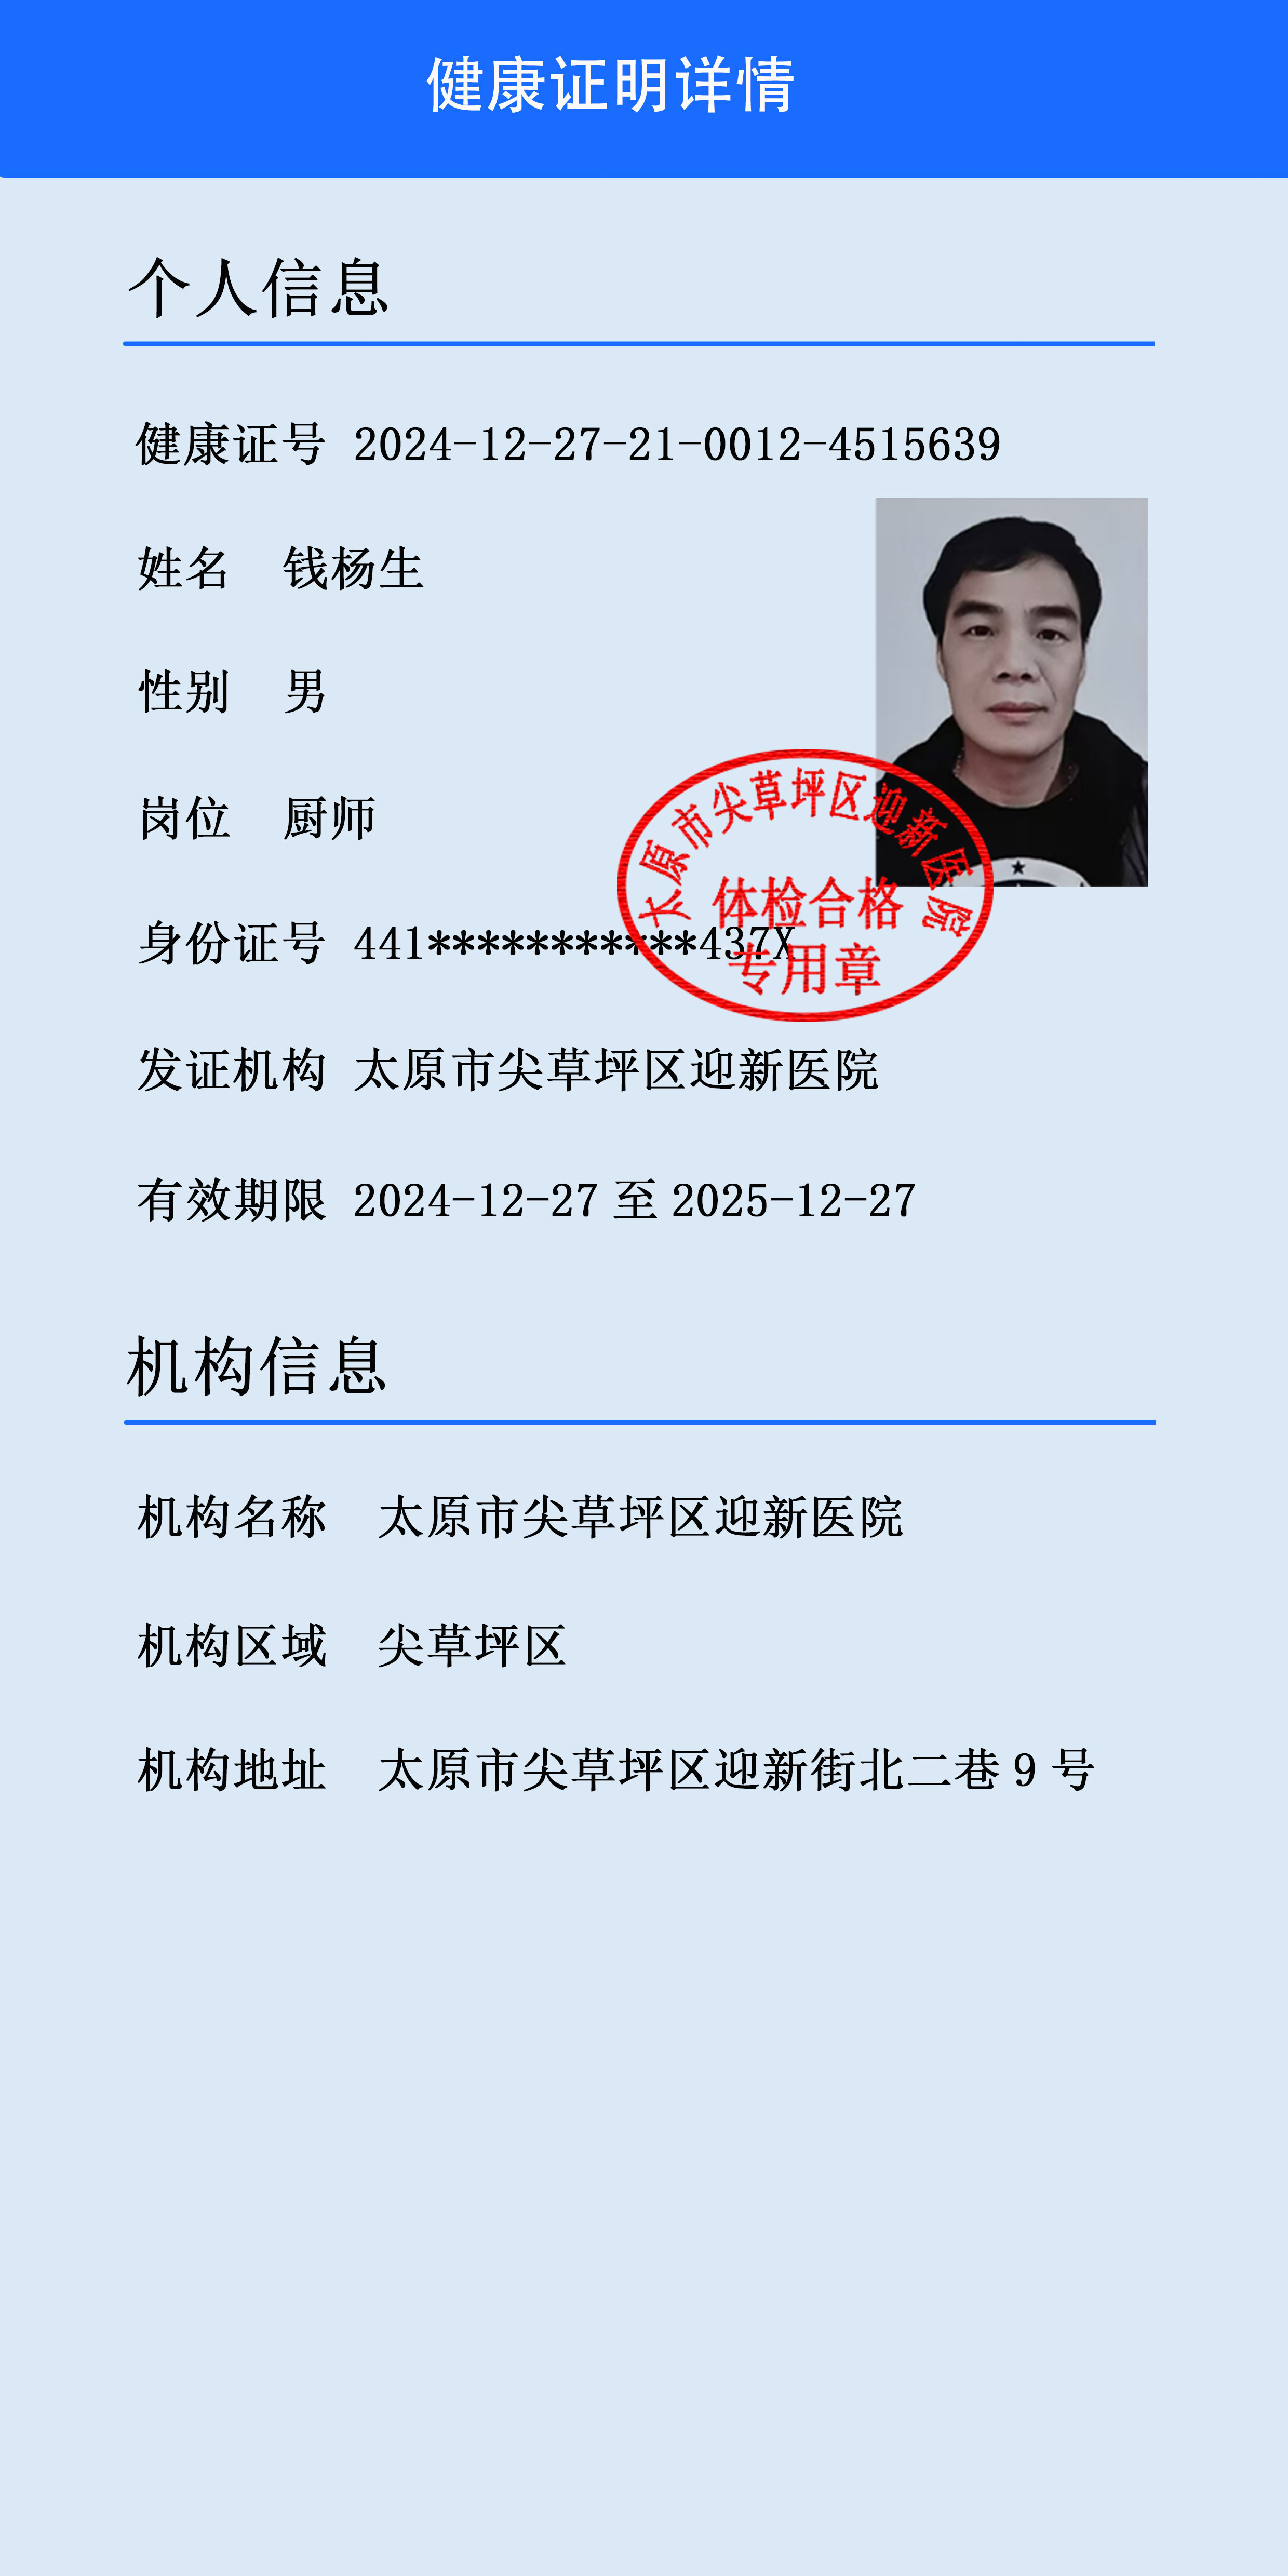 健康证明详情
个人信息
健康证号 2024-12-27-21-0012-4515639
姓名 钱杨生
性别 男
岗位 厨师
太原市尖草坪区迎新医院
体检合格
专用章
身份证号 441***********437X
发证机构 太原市尖草坪区迎新医院
有效期限 2024-12-27 至 2025-12-27
机构信息
机构名称 太原市尖草坪区迎新医院
机构区域 尖草坪区
机构地址 太原市尖草坪区迎新街北二巷 9 号